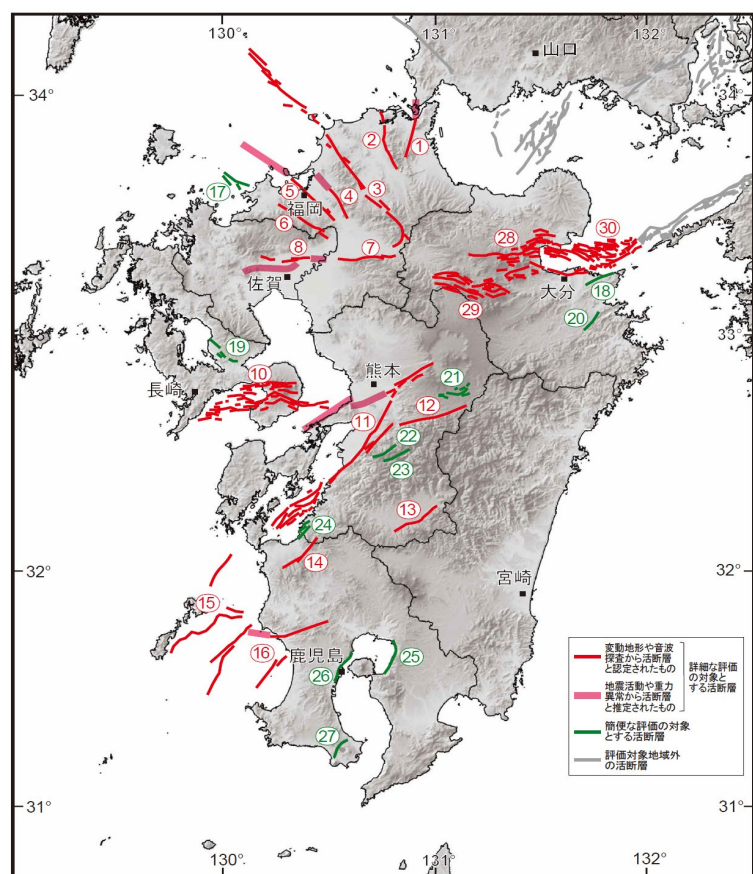 130°
131°
132°
山口
34°
34°
②
①
⑰
⑤
福岡
④
③
⑥
⑧
⑦
佐賀
㉘
㉚
大分
⑱
㉙
⑳
33°
⑲
長崎
⑩
熊本
㉑
⑫
⑪
㉒
㉓
⑬
㉔
⑭
32°
32°
宮崎
⑮
⑯
鹿児島
㉖
㉕
㉗
変動地形や音波
探査から活断層
と認定されたもの
地震活動や重力
異常から活断層
と推定されたもの
詳細な評価
の対象と
する活断層
簡便な評価の対象
とする活断層
評価対象地域外
の活断層
31°
31°
130°
131°
132°